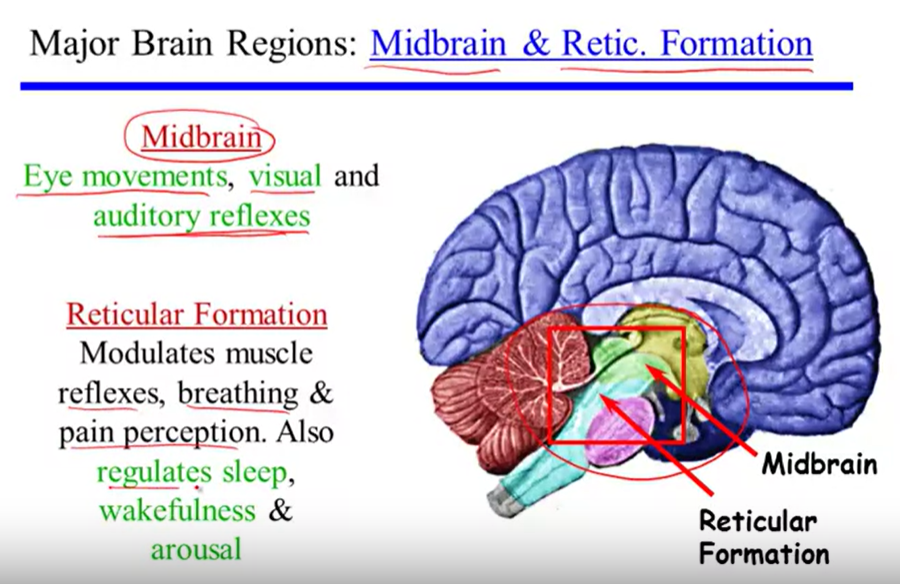 Major Brain Regions: Midbrain & Retic. Formation
Midbrain
Eye movements, visual and
auditory reflexes
Reticular Formation
Modulates muscle
reflexes, breathing &
pain perception. Also
regulates sleep,
wakefulness &
arousal
Midbrain
Reticular
Formation